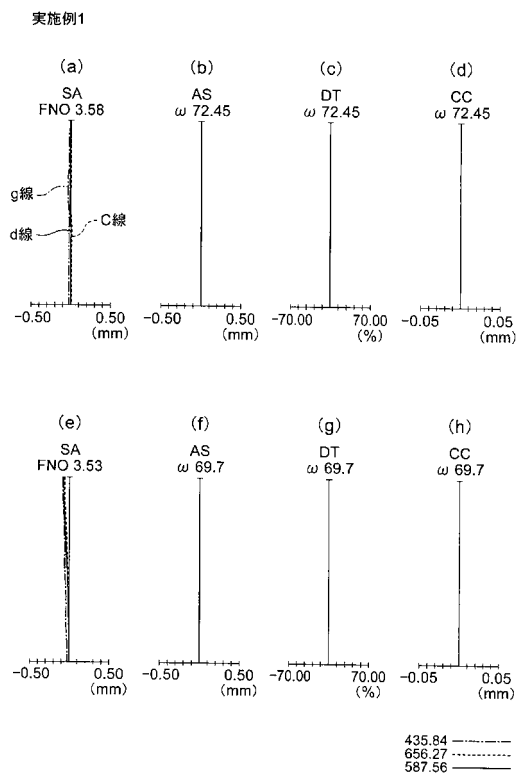 実施例1
(a) (b) (c) (d)
SA AS DT CC
FNO 3.58 ω 72.45 ω 72.45 ω 72.45
g線
d線
C線
-0.50 0.50 -0.50 0.50 -70.00 70.00 -0.05 0.05
(mm) (mm) (%) (mm)
(e) (f) (g) (h)
SA AS DT CC
FNO 3.53 ω 69.7 ω 69.7 ω 69.7
-0.50 0.50 -0.50 0.50 -70.00 70.00 -0.05 0.05
(mm) (mm) (%) (mm)
435.84
656.27
587.56